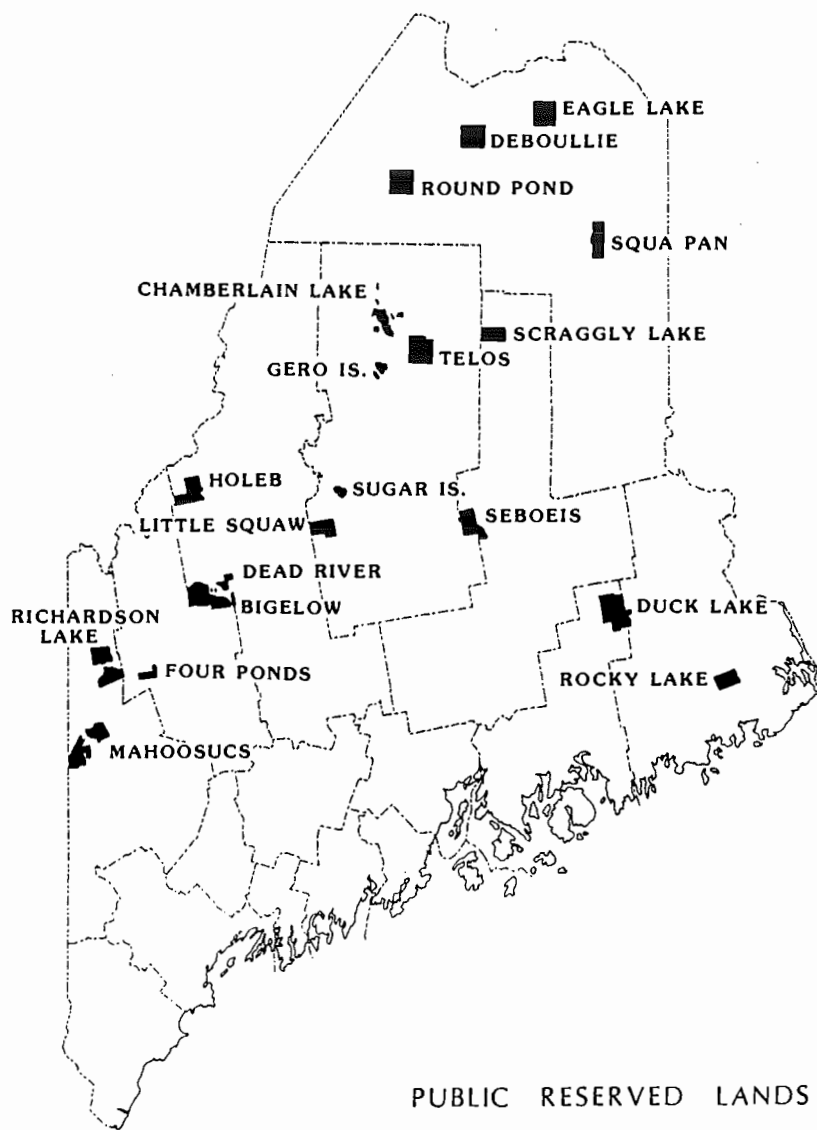 EAGLE LAKE
DEBOULLIE
ROUND POND
SQUA PAN
CHAMBERLAIN LAKE
SCRAGGLY LAKE
TELOS
GERO IS.
HOLEB
SUGAR IS.
LITTLE SQUAW
SEBOEIS
DEAD RIVER
BIGELOW
RICHARDSON
LAKE
DUCK LAKE
FOUR PONDS
ROCKY LAKE
MAHOOSUCS
PUBLIC RESERVED LANDS